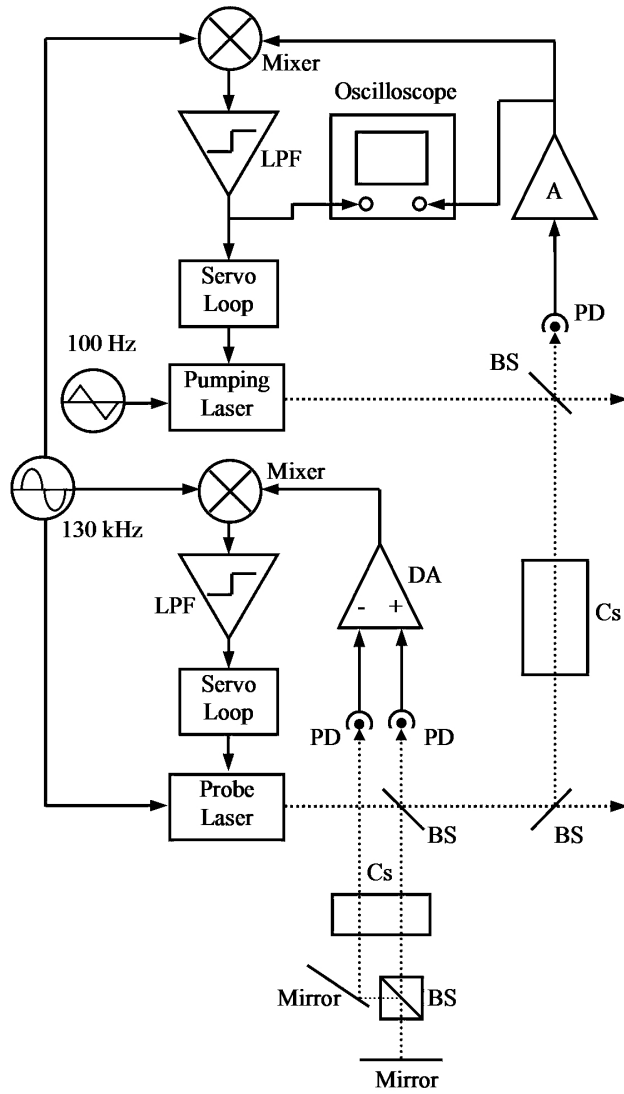 Mixer
Oscilloscope
LPF
A
Servo
Loop
PD
100 Hz
BS
Pumping
Laser
Mixer
130 kHz
DA
LPF
- +
Cs
Servo
Loop
PD
PD
Probe
Laser
BS
BS
Cs
Mirror
BS
Mirror